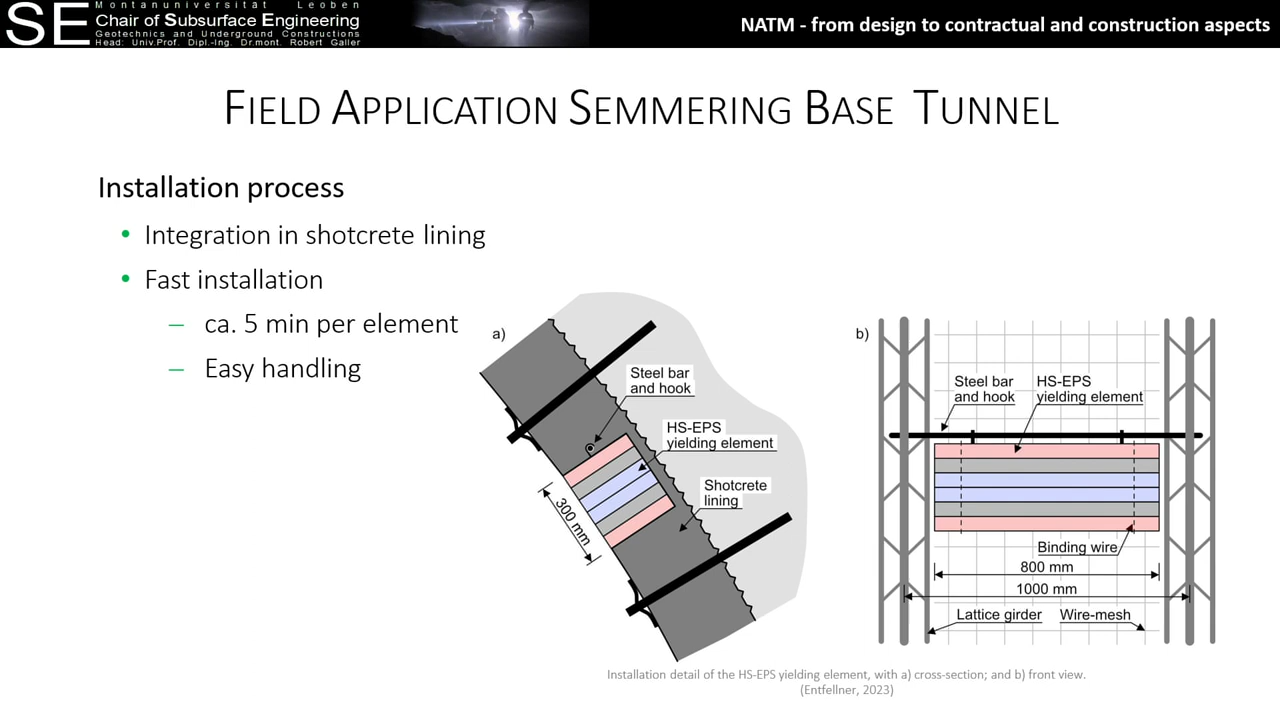 SE
Montanuniversität Leoben
Chair of Subsurface Engineering
Geotechnics and Underground Constructions
Head: Univ.Prof. Dipl.-Ing. Dr.mont. Robert Galler
NATM - from design to contractual and construction aspects
Field Application Semmering Base Tunnel
Installation process
• Integration in shotcrete lining
• Fast installation
– ca. 5 min per element
– Easy handling
a)
Steel bar
and hook
HS-EPS
yielding element
Shotcrete
lining
300 mm
b)
Steel bar
and hook
HS-EPS
yielding element
Binding wire
800 mm
1000 mm
Lattice girder
Wire-mesh
Installation detail of the HS-EPS yielding element, with a) cross-section; and b) front view.
(Entfellner, 2023)